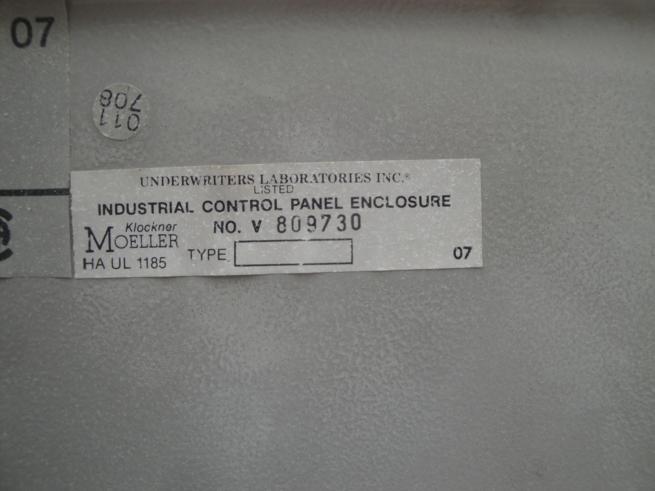 07
011
708
UNDERWRITERS LABORATORIES INC.®
LISTED
INDUSTRIAL CONTROL PANEL ENCLOSURE
Klockner
MOELLER
NO. V 809730
HA UL 1185
TYPE
07